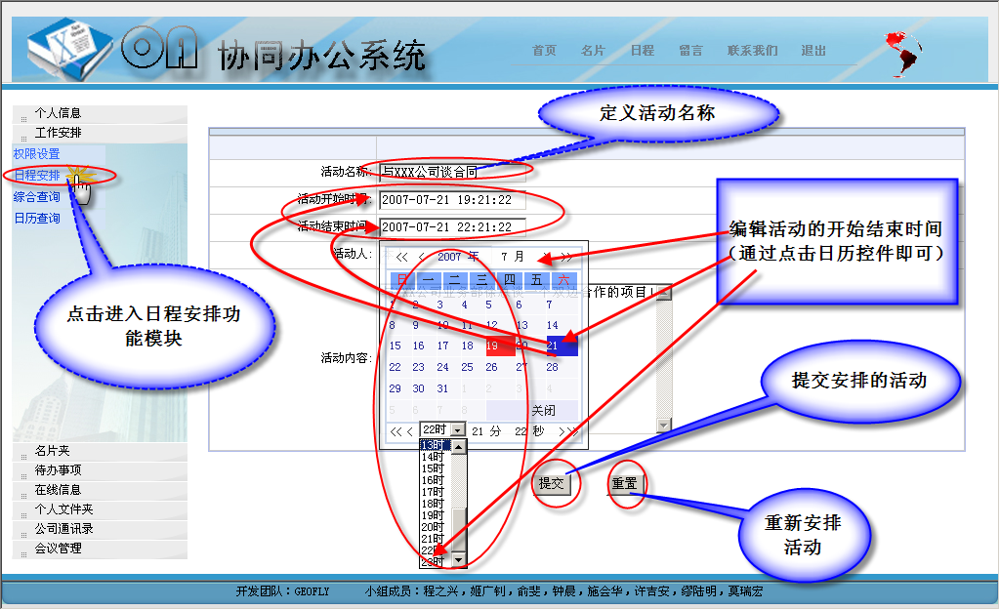 OA 协同办公系统
首页 名片 日程 留言 联系我们 退出
个人信息
工作安排
权限设置
日程安排
综合查询
日历查询
点击进入日程安排功
能模块
名片夹
待办事项
在线信息
个人文件夹
公司通讯录
会议管理
定义活动名称
活动名称:
与XXX公司谈合同
活动开始时间:
2007-07-21 19:21:22
活动结束时间:
2007-07-21 22:21:22
活动人:
编辑活动的开始结束时间
(通过点击日历控件即可)
<< < 2007 年 7 月 > >>
日 一 二 三 四 五 六
合作的项目
1 2 3 4 5 6 7
8 9 10 11 12 13 14
15 16 17 18 19 20 21
22 23 24 25 26 27 28
29 30 31 1 2 3 4
5 6 7 8 关闭
活动内容:
<< < 22时 21 分 22 秒 > >>
13时
14时
15时
16时
17时
18时
19时
20时
21时
22时
23时
提交安排的活动
提交
重置
重新安排
活动
开发团队：GEOFLY 小组成员：程之兴，姬广钊，俞斐，钟晨，施会华，许吉安，缪陆明，莫瑞宏